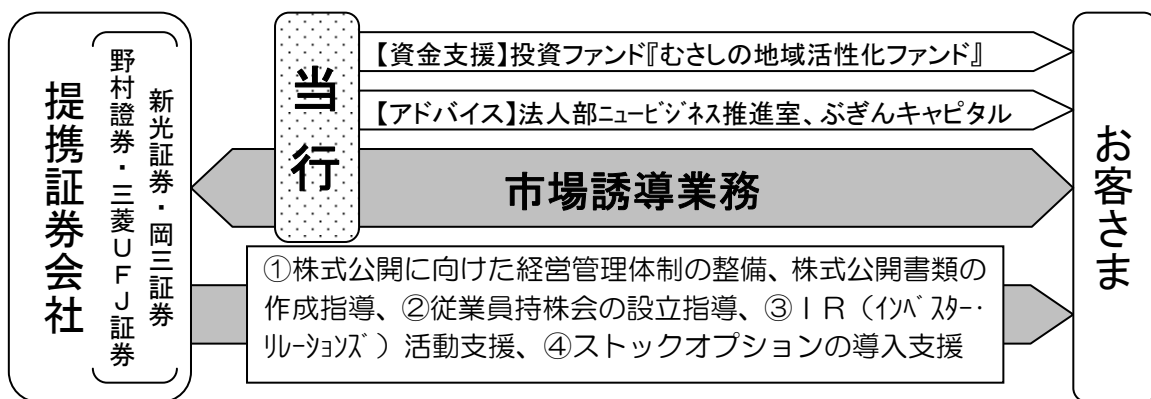 提携証券会社
新光証券・岡三証券
野村證券・三菱UFJ証券
当行
【資金支援】投資ファンド『むさしの地域活性化ファンド』
【アドバイス】法人部ニュービジネス推進室、ぶぎんキャピタル
市場誘導業務
①株式公開に向けた経営管理体制の整備、株式公開書類の
作成指導、②従業員持株会の設立指導、③IR(インベスター・
リレーションズ)活動支援、④ストックオプションの導入支援
お客さま